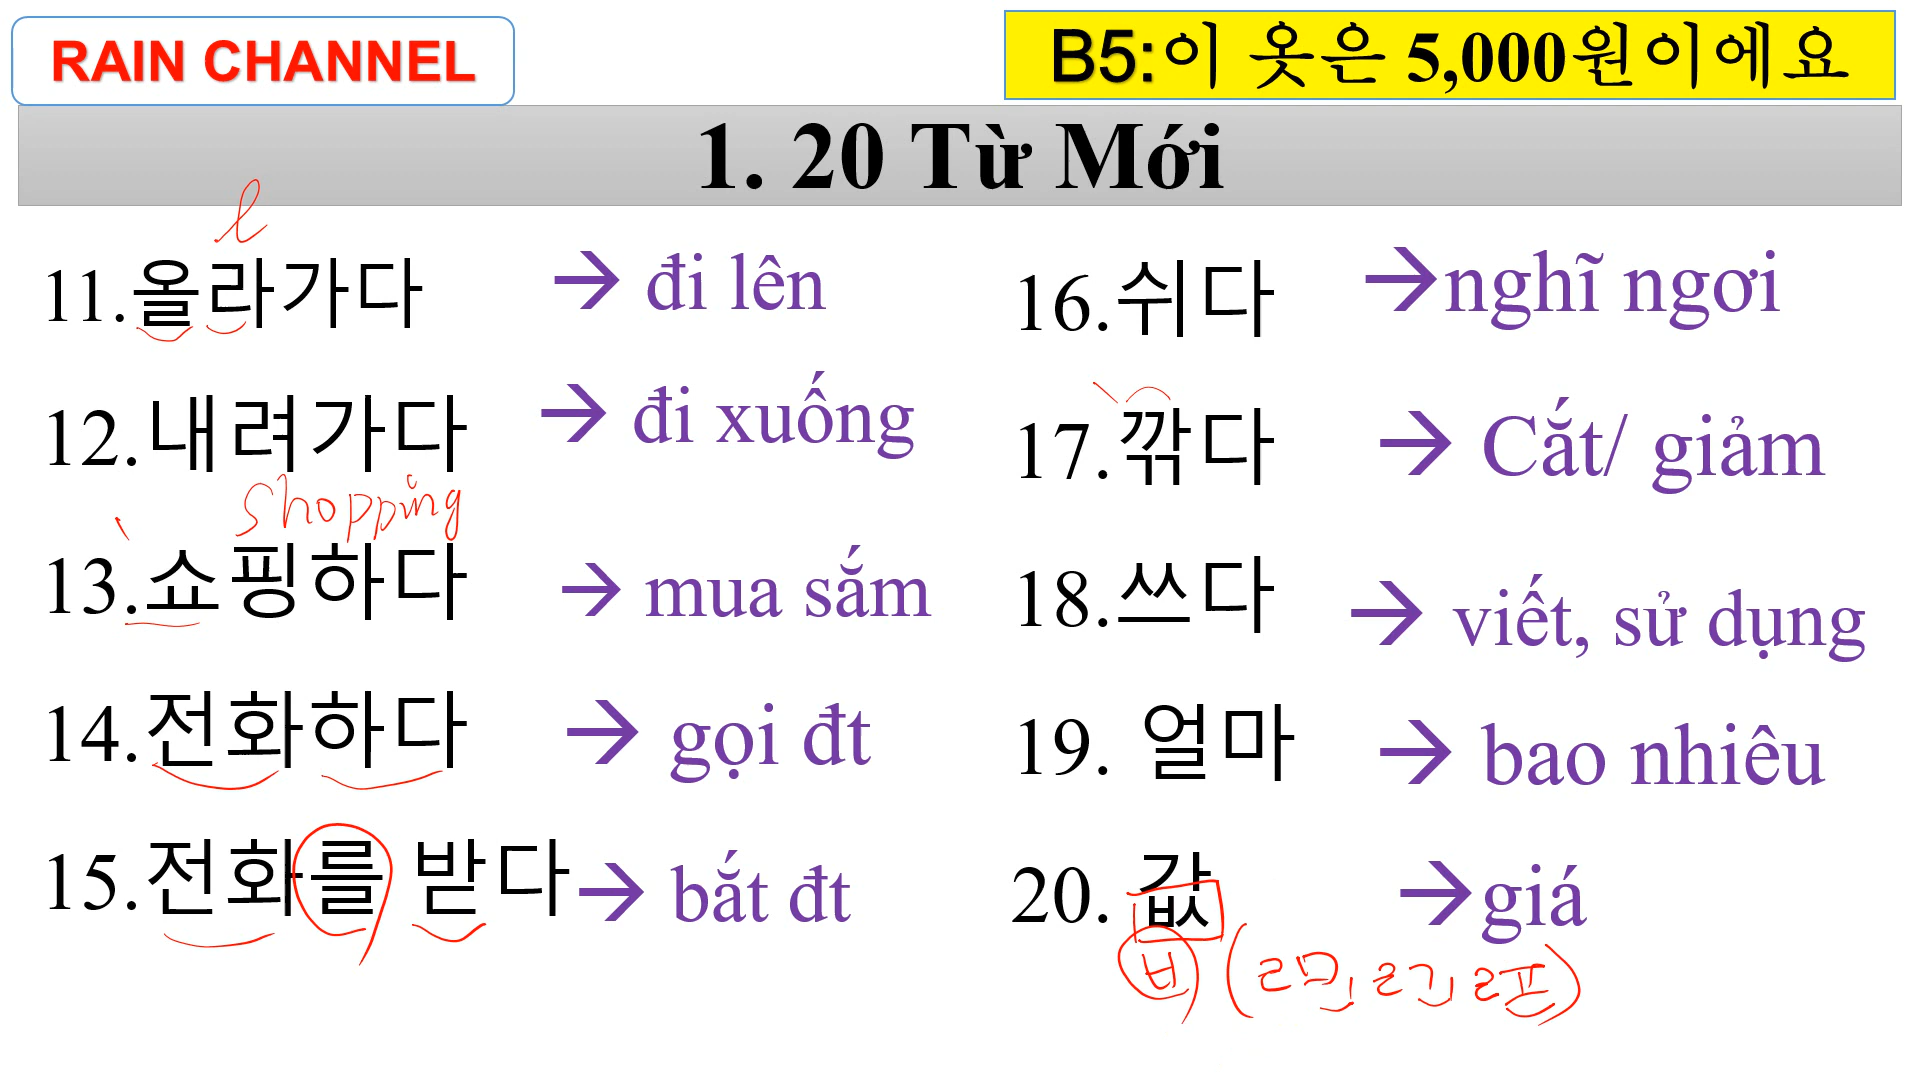 RAIN CHANNEL
B5:이 옷은 5,000원이에요
1. 20 Từ Mới
l
11.올라가다 → đi lên
12.내려가다 → đi xuống
shopping
13.쇼핑하다 → mua sắm
14.전화하다 → gọi đt
15.전화를 받다 → bắt đt
16.쉬다 →nghĩ ngơi
17.깎다 → Cắt/ giảm
18.쓰다 → viết, sử dụng
19. 얼마 → bao nhiêu
20. 값 →giá
ㅂ (ㄹㅁ, ㄹㄱ, ㄹㅍ)